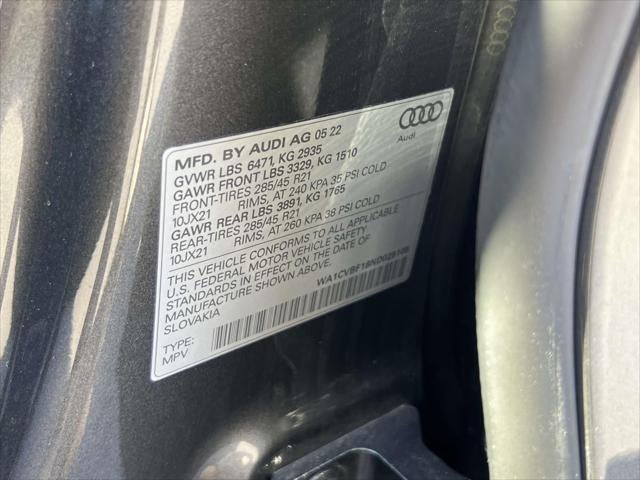 MFD. BY AUDI AG 05 22
GVWR LBS 6471, KG 2935
GAWR FRONT LBS 3329, KG 1510
FRONT-TIRES 285/45 R21
10JX21 RIMS, AT 240 KPA 35 PSI COLD
GAWR REAR LBS 3891, KG 1765
REAR-TIRES 285/45 R21
10JX21 RIMS, AT 260 KPA 38 PSI COLD
THIS VEHICLE CONFORMS TO ALL APPLICABLE
U.S. FEDERAL MOTOR VEHICLE SAFETY
STANDARDS IN EFFECT ON THE DATE OF
MANUFACTURE SHOWN ABOVE.
SLOVAKIA
TYPE:
MPV
Audi